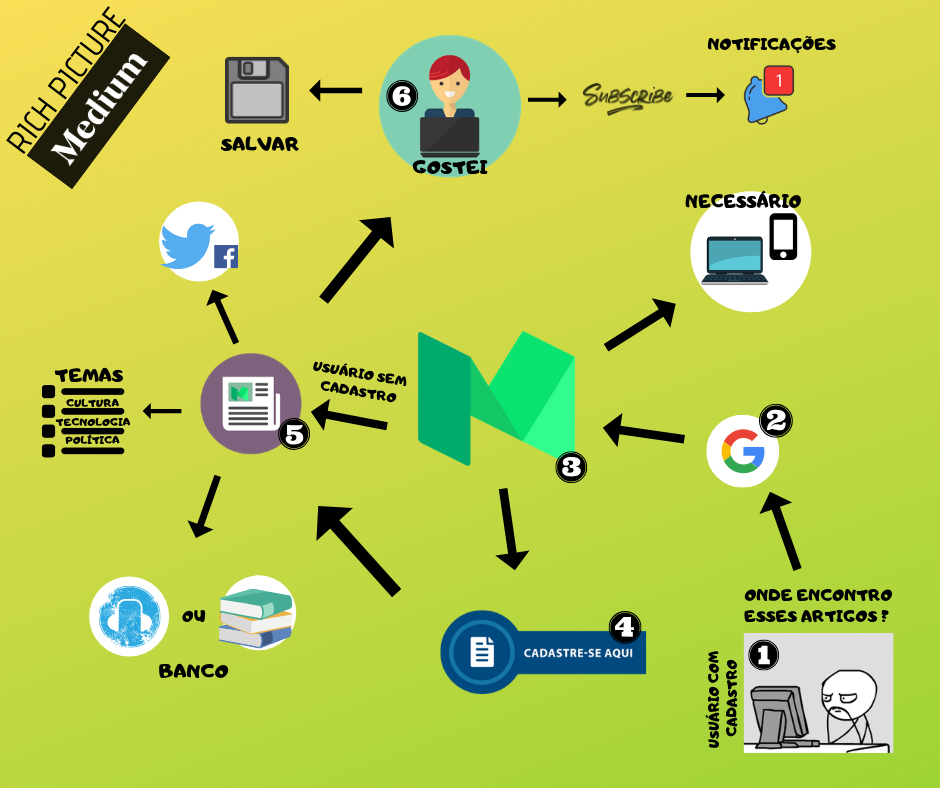 RICH PICTURE
Medium
SALVAR
6
GOSTEI
SUBSCRIBE
NOTIFICAÇÕES
1
NECESSÁRIO
f
TEMAS
CULTURA
TECNOLOGIA
POLÍTICA
5
USUÁRIO SEM
CADASTRO
3
2
G
BANCO
OU
4
CADASTRE-SE AQUI
ONDE ENCONTRO
ESSES ARTIGOS ?
1
USUÁRIO COM
CADASTRO